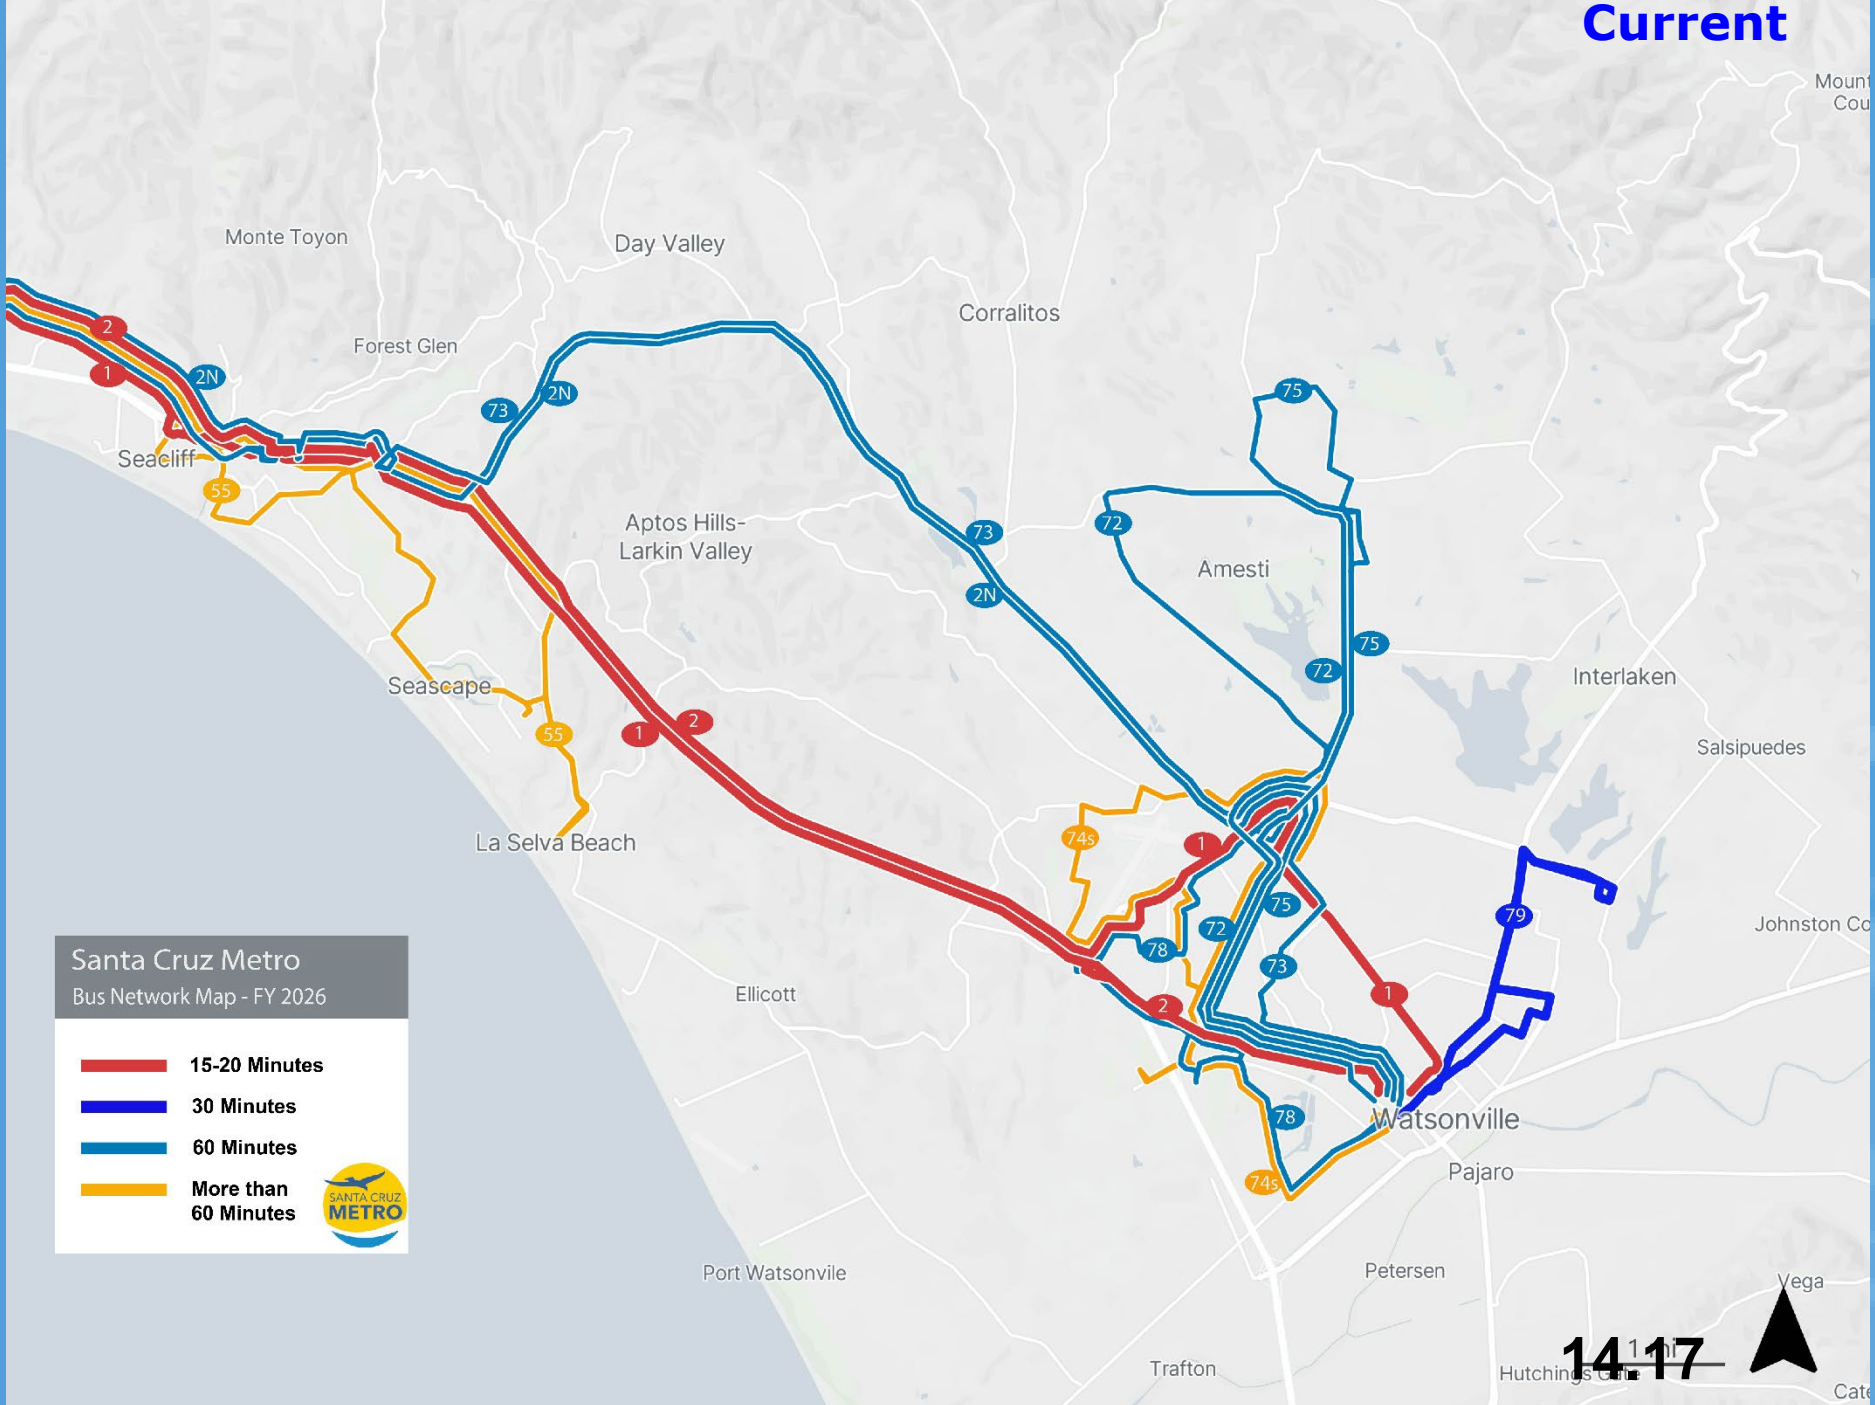 Current
Mount
Cou
Monte Toyon
Day Valley
Corralitos
2
Forest Glen
1
2N
73
2N
75
Seacliff
55
Aptos Hills-
Larkin Valley
73
72
2N
Amesti
75
72
Interlaken
Seascape
55
1
2
Salsipuedes
La Selva Beach
74s
1
75
72
79
78
73
Johnston Co
Ellicott
2
1
Santa Cruz Metro
Bus Network Map - FY 2026
15-20 Minutes
30 Minutes
60 Minutes
More than
60 Minutes
SANTA CRUZ
METRO
78
Watsonville
74s
Pajaro
Port Watsonvile
Petersen
Vega
1 mi
14.17
Trafton
Hutchings Gate
Cate